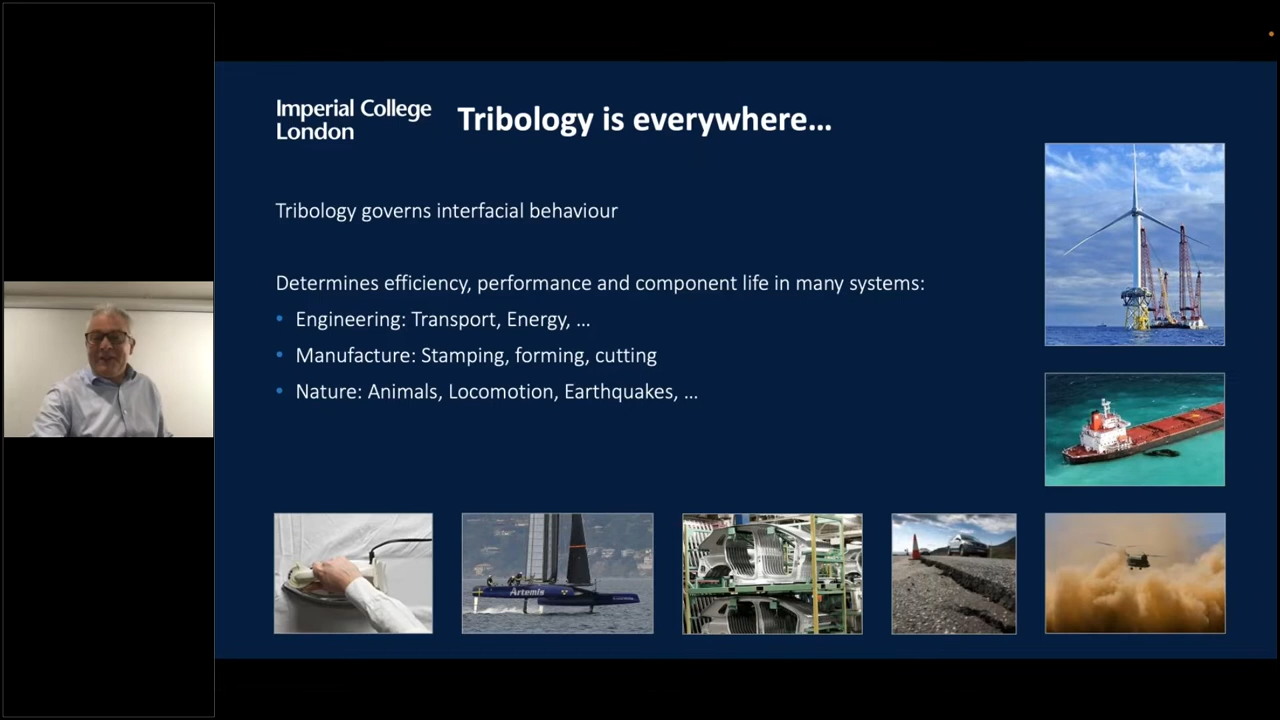 Imperial College
London
Tribology is everywhere...
Tribology governs interfacial behaviour
Determines efficiency, performance and component life in many systems:
• Engineering: Transport, Energy, ...
• Manufacture: Stamping, forming, cutting
• Nature: Animals, Locomotion, Earthquakes, ...
Artemis